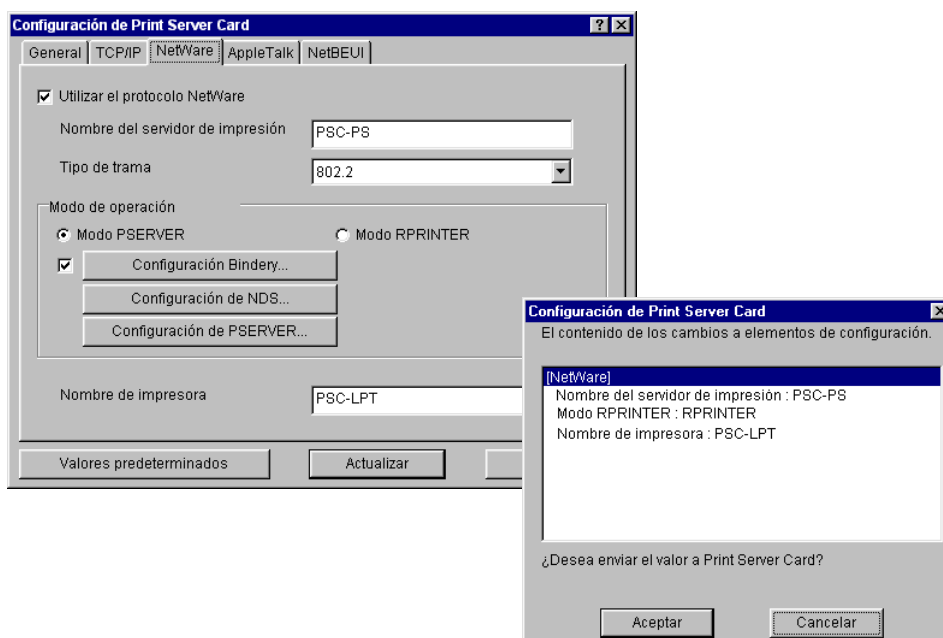 Configuración de Print Server Card
General TCP/IP NetWare AppleTalk NetBEUI
Utilizar el protocolo NetWare
Nombre del servidor de impresión PSC-PS
Tipo de trama 802.2
Modo de operación
Modo PSERVER Modo RPRINTER
Configuración Bindery...
Configuración de NDS...
Configuración de PSERVER...
Nombre de impresora PSC-LPT
Valores predeterminados Actualizar
Configuración de Print Server Card
El contenido de los cambios a elementos de configuración.
[NetWare]
Nombre del servidor de impresión : PSC-PS
Modo RPRINTER : RPRINTER
Nombre de impresora : PSC-LPT
¿Desea enviar el valor a Print Server Card?
Aceptar Cancelar